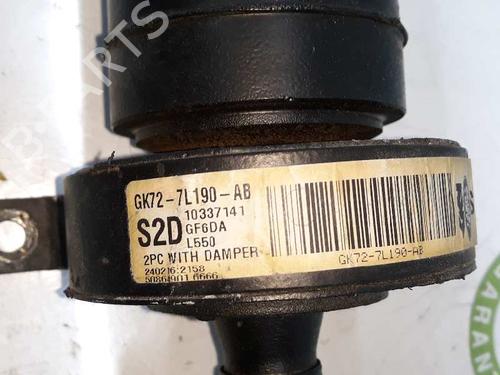 GK72-7L190-AB
S2D
10337141
GF6DA
L550
2PC WITH DAMPER
240216:2158
GK72-7L190-AB